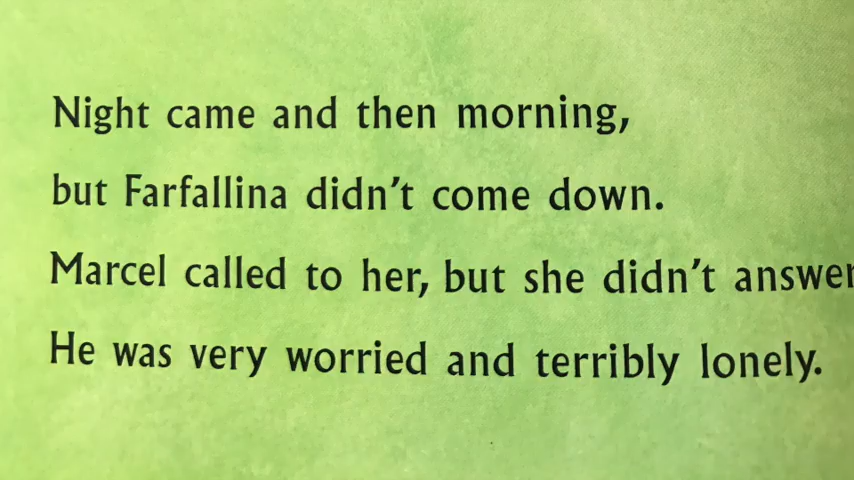 Night came and then morning,
but Farfallina didn't come down.
Marcel called to her, but she didn't answer
He was very worried and terribly lonely.